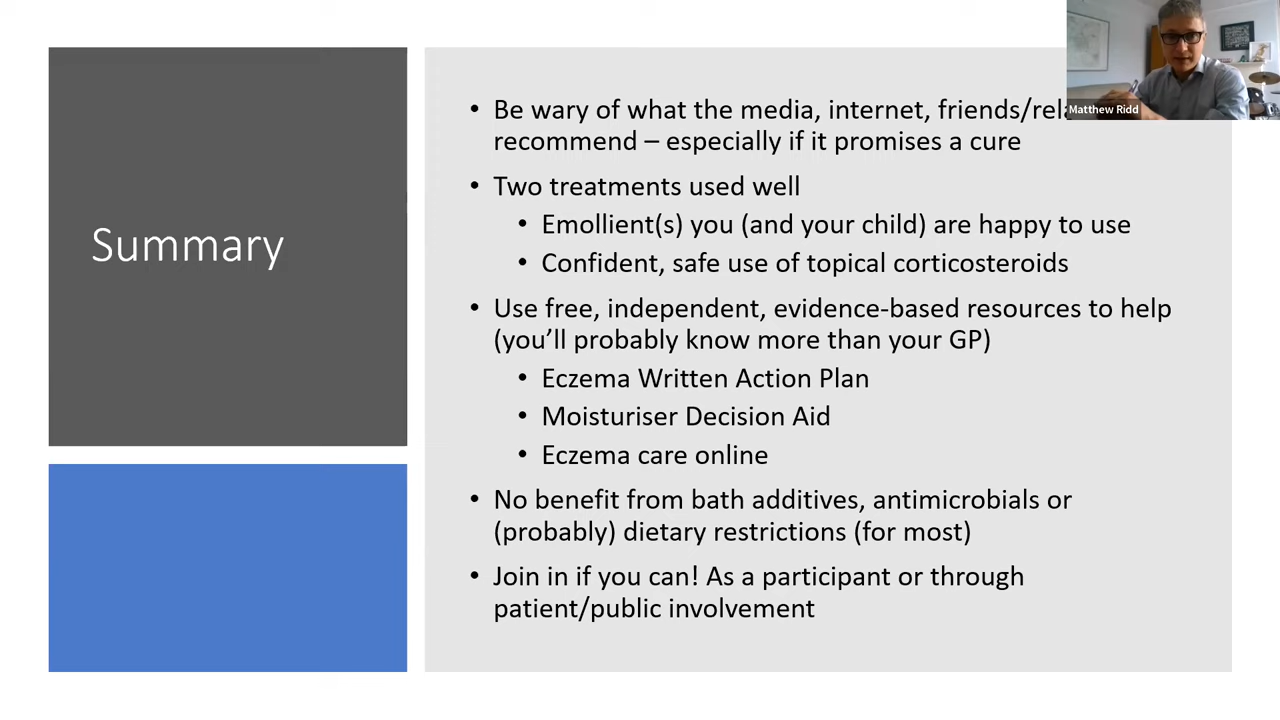 Summary
• Be wary of what the media, internet, friends/rela
recommend – especially if it promises a cure
• Two treatments used well
• Emollient(s) you (and your child) are happy to use
• Confident, safe use of topical corticosteroids
• Use free, independent, evidence-based resources to help
(you’ll probably know more than your GP)
• Eczema Written Action Plan
• Moisturiser Decision Aid
• Eczema care online
• No benefit from bath additives, antimicrobials or
(probably) dietary restrictions (for most)
• Join in if you can! As a participant or through
patient/public involvement
Matthew Ridd